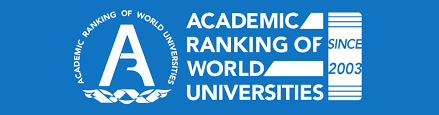 ACADEMIC RANKING OF WORLD UNIVERSITIES
A
ACADEMIC
RANKING OF
WORLD
UNIVERSITIES
SINCE
2003